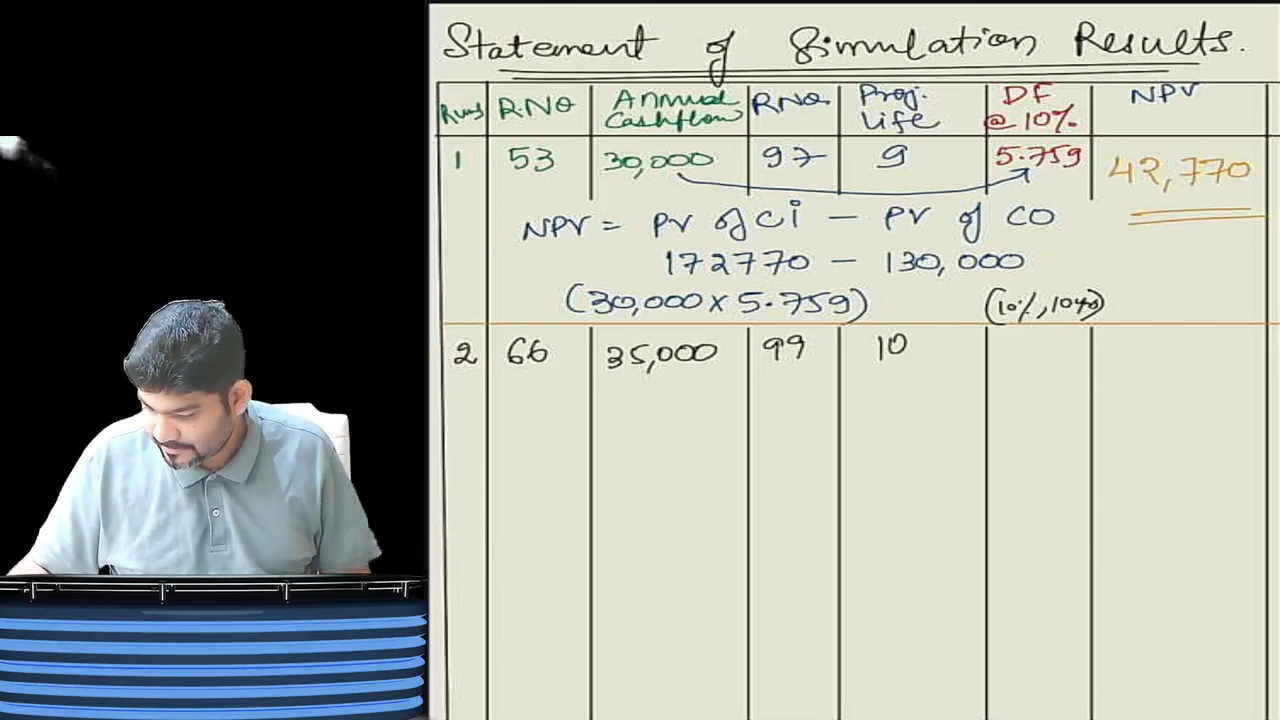 Statement of Simulation Results.
Runs R.NO Annual Cashflow RNO. Proj. Life DF @ 10% NPV
1 53 30,000 97 9 5.759 42,770
NPV = PV of Ci - PV of CO
172770 - 130,000
(30,000 x 5.759) (10%, 10yrs)
2 66 35,000 99 10